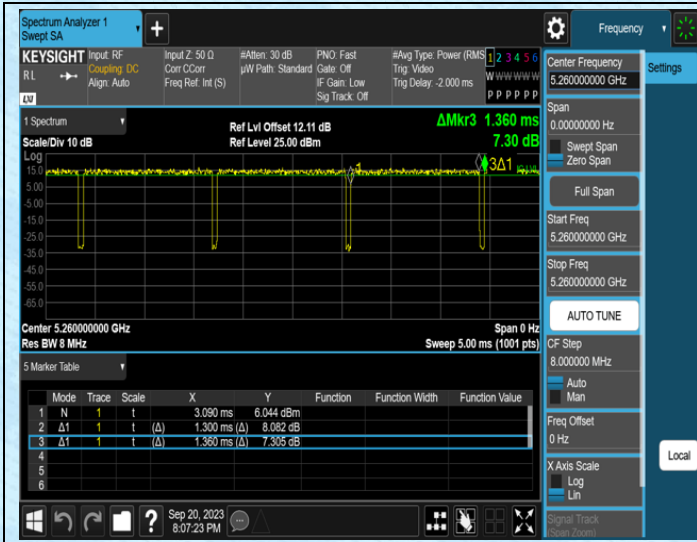 Spectrum Analyzer 1
Swept SA
Frequency
KEYSIGHT
RL
Input: RF
Coupling: DC
Align: Auto
Input Z: 50 Ω
Corr CCorr
Freq Ref: Int (S)
#Atten: 30 dB
µW Path: Standard
PNO: Fast
Gate: Off
IF Gain: Low
Sig Track: Off
#Avg Type: Power (RMS
Trig: Video
Trig Delay: -2.000 ms
1 2 3 4 5 6
W W W W W W
P P P P P P
LXI
1 Spectrum
Scale/Div 10 dB
Ref Lvl Offset 12.11 dB
Ref Level 25.00 dBm
ΔMkr3 1.360 ms
7.30 dB
Log
15.0
5.00
-5.00
-15.0
-25.0
-35.0
-45.0
-55.0
-65.0
1
3Δ1
Center 5.260000000 GHz
Res BW 8 MHz
Span 0 Hz
Sweep 5.00 ms (1001 pts)
5 Marker Table
Mode Trace Scale X Y Function Function Width Function Value
1 N 1 t 3.090 ms 6.044 dBm
2 Δ1 1 t (Δ) 1.300 ms (Δ) 8.082 dB
3 Δ1 1 t (Δ) 1.360 ms (Δ) 7.305 dB
4
5
6
?
Sep 20, 2023
8:07:23 PM
Center Frequency
5.260000000 GHz
Settings
Span
0.00000000 Hz
Swept Span
Zero Span
Full Span
Start Freq
5.260000000 GHz
Stop Freq
5.260000000 GHz
AUTO TUNE
CF Step
8.000000 MHz
Auto
Man
Freq Offset
0 Hz
X Axis Scale
Log
Lin
Local
Signal Track
(Span Zoom)